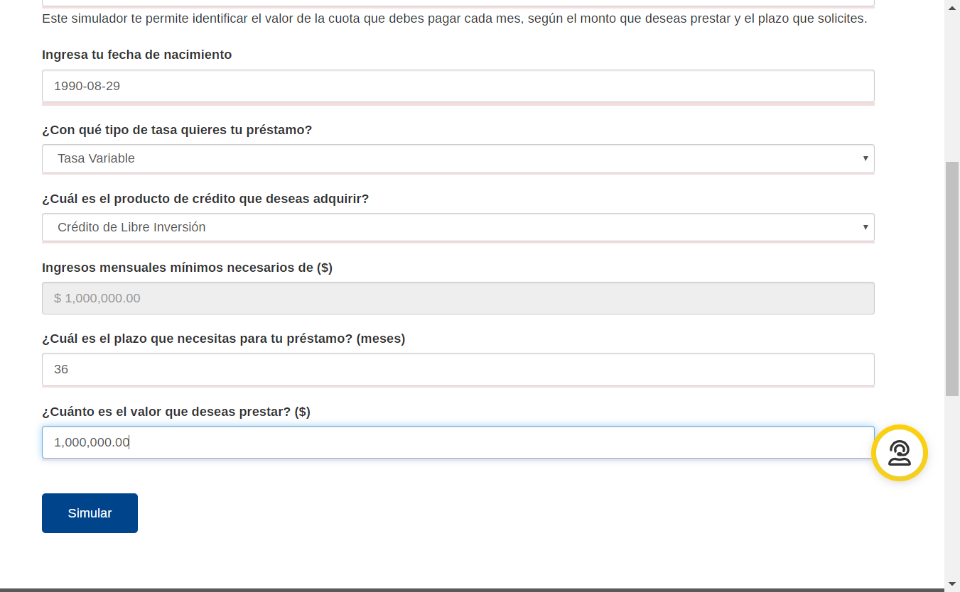 Este simulador te permite identificar el valor de la cuota que debes pagar cada mes, según el monto que deseas prestar y el plazo que solicites.
Ingresa tu fecha de nacimiento
1990-08-29
¿Con qué tipo de tasa quieres tu préstamo?
Tasa Variable
¿Cuál es el producto de crédito que deseas adquirir?
Crédito de Libre Inversión
Ingresos mensuales mínimos necesarios de ($)
$ 1,000,000.00
¿Cuál es el plazo que necesitas para tu préstamo? (meses)
36
¿Cuánto es el valor que deseas prestar? ($)
1,000,000.00
Simular